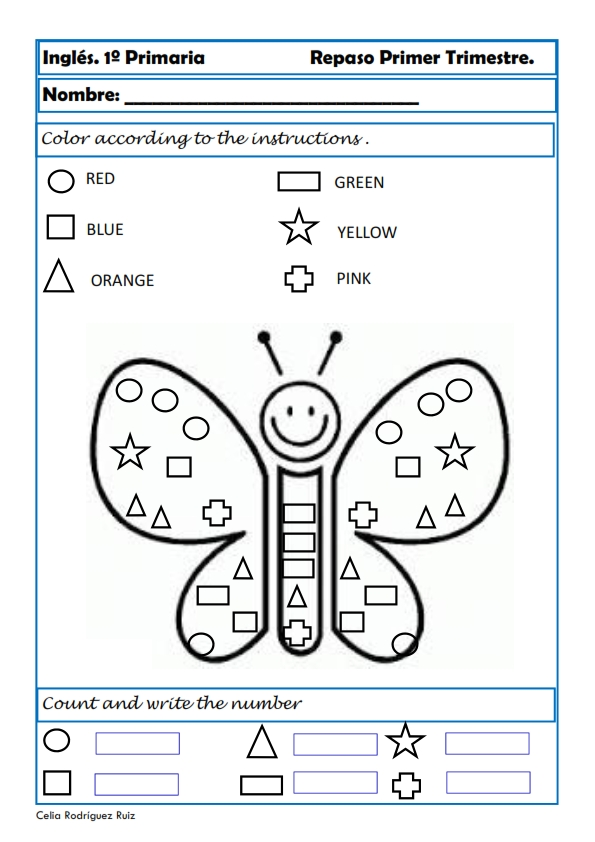 Inglés. 1º Primaria Repaso Primer Trimestre.
Nombre: ___________________________________
Color according to the instructions .
RED GREEN
BLUE YELLOW
ORANGE PINK
Count and write the number
Celia Rodríguez Ruiz